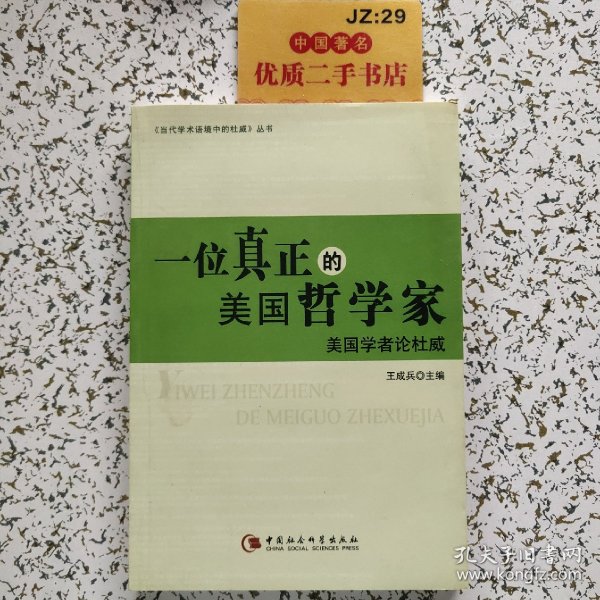 JZ:29
中国著名
优质二手书店
《当代学术语境中的杜威》丛书
一位真正的
美国哲学家
美国学者论杜威
王成兵◎主编
YIWEI ZHENZHENG
DE MEIGUO ZHEXUEJIA
中国社会科学出版社
CHINA SOCIAL SCIENCES PRESS
孔夫子旧书网
www.kongfz.com